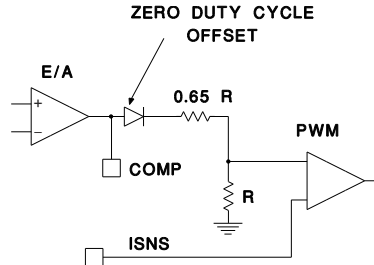 ZERO DUTY CYCLE
OFFSET
E/A
0.65 R
PWM
+
−
COMP
R
ISNS